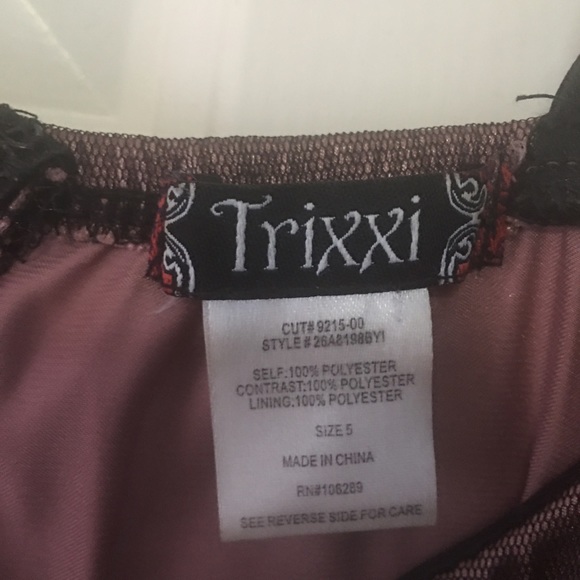 Trixxi
CUT# 9215-00
STYLE # 26A8198BYI
SELF:100% POLYESTER
CONTRAST:100% POLYESTER
LINING:100% POLYESTER
SIZE 5
MADE IN CHINA
RN#106289
SEE REVERSE SIDE FOR CARE